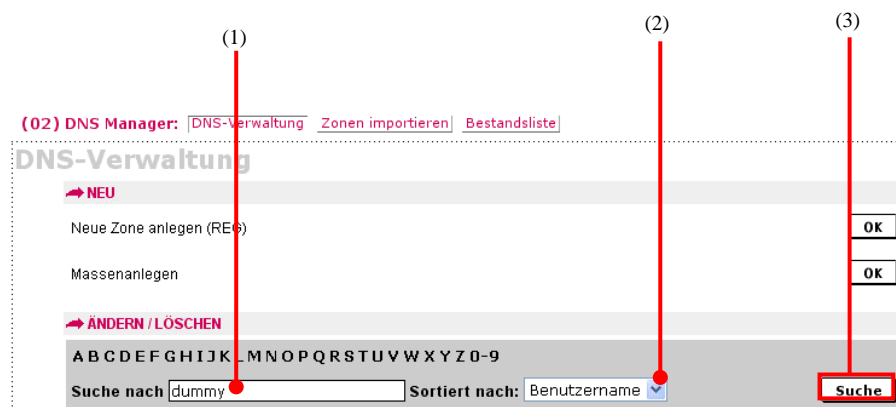 (1) (2) (3)
(02) DNS Manager: DNS-Verwaltung Zonen importieren Bestandsliste
DNS-Verwaltung
NEU
Neue Zone anlegen (REG) OK
Massenanlegen OK
ÄNDERN / LÖSCHEN
A B C D E F G H I J K L M N O P Q R S T U V W X Y Z 0-9
Suche nach dummy Sortiert nach: Benutzername Suche